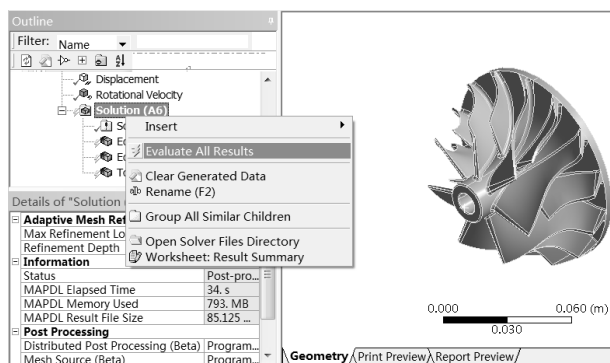 Outline
Filter: Name
Displacement
Rotational Velocity
Solution (A6)
Insert
Evaluate All Results
Clear Generated Data
Rename (F2)
Group All Similar Children
Open Solver Files Directory
Worksheet: Result Summary
Details of "Solution
Adaptive Mesh Ref
Max Refinement Lo
Refinement Depth
Information
Status Post-pro...
MAPDL Elapsed Time 34. s
MAPDL Memory Used 793. MB
MAPDL Result File Size 85.125 ...
Post Processing
Distributed Post Processing (Beta) Program...
Mesh Source (Beta) Program...
0.000 0.060 (m)
0.030
Geometry Print Preview Report Preview